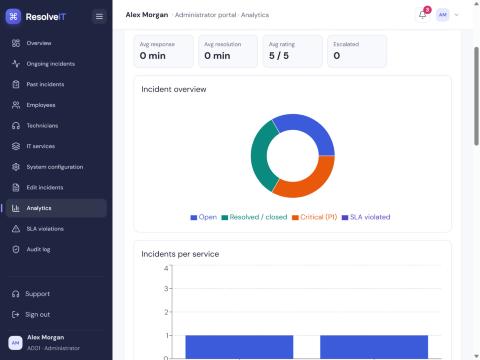 ResolveIT
Overview
Ongoing incidents
Past incidents
Employees
Technicians
IT services
System configuration
Edit incidents
Analytics
SLA violations
Audit log
Support
Sign out
AM
Alex Morgan
A001 · Administrator
Alex Morgan · Administrator portal · Analytics
3
AM
Avg response
0 min
Avg resolution
0 min
Avg rating
5 / 5
Escalated
0
Incident overview
Open Resolved / closed Critical (P1) SLA violated
Incidents per service
4
3
2
1
0